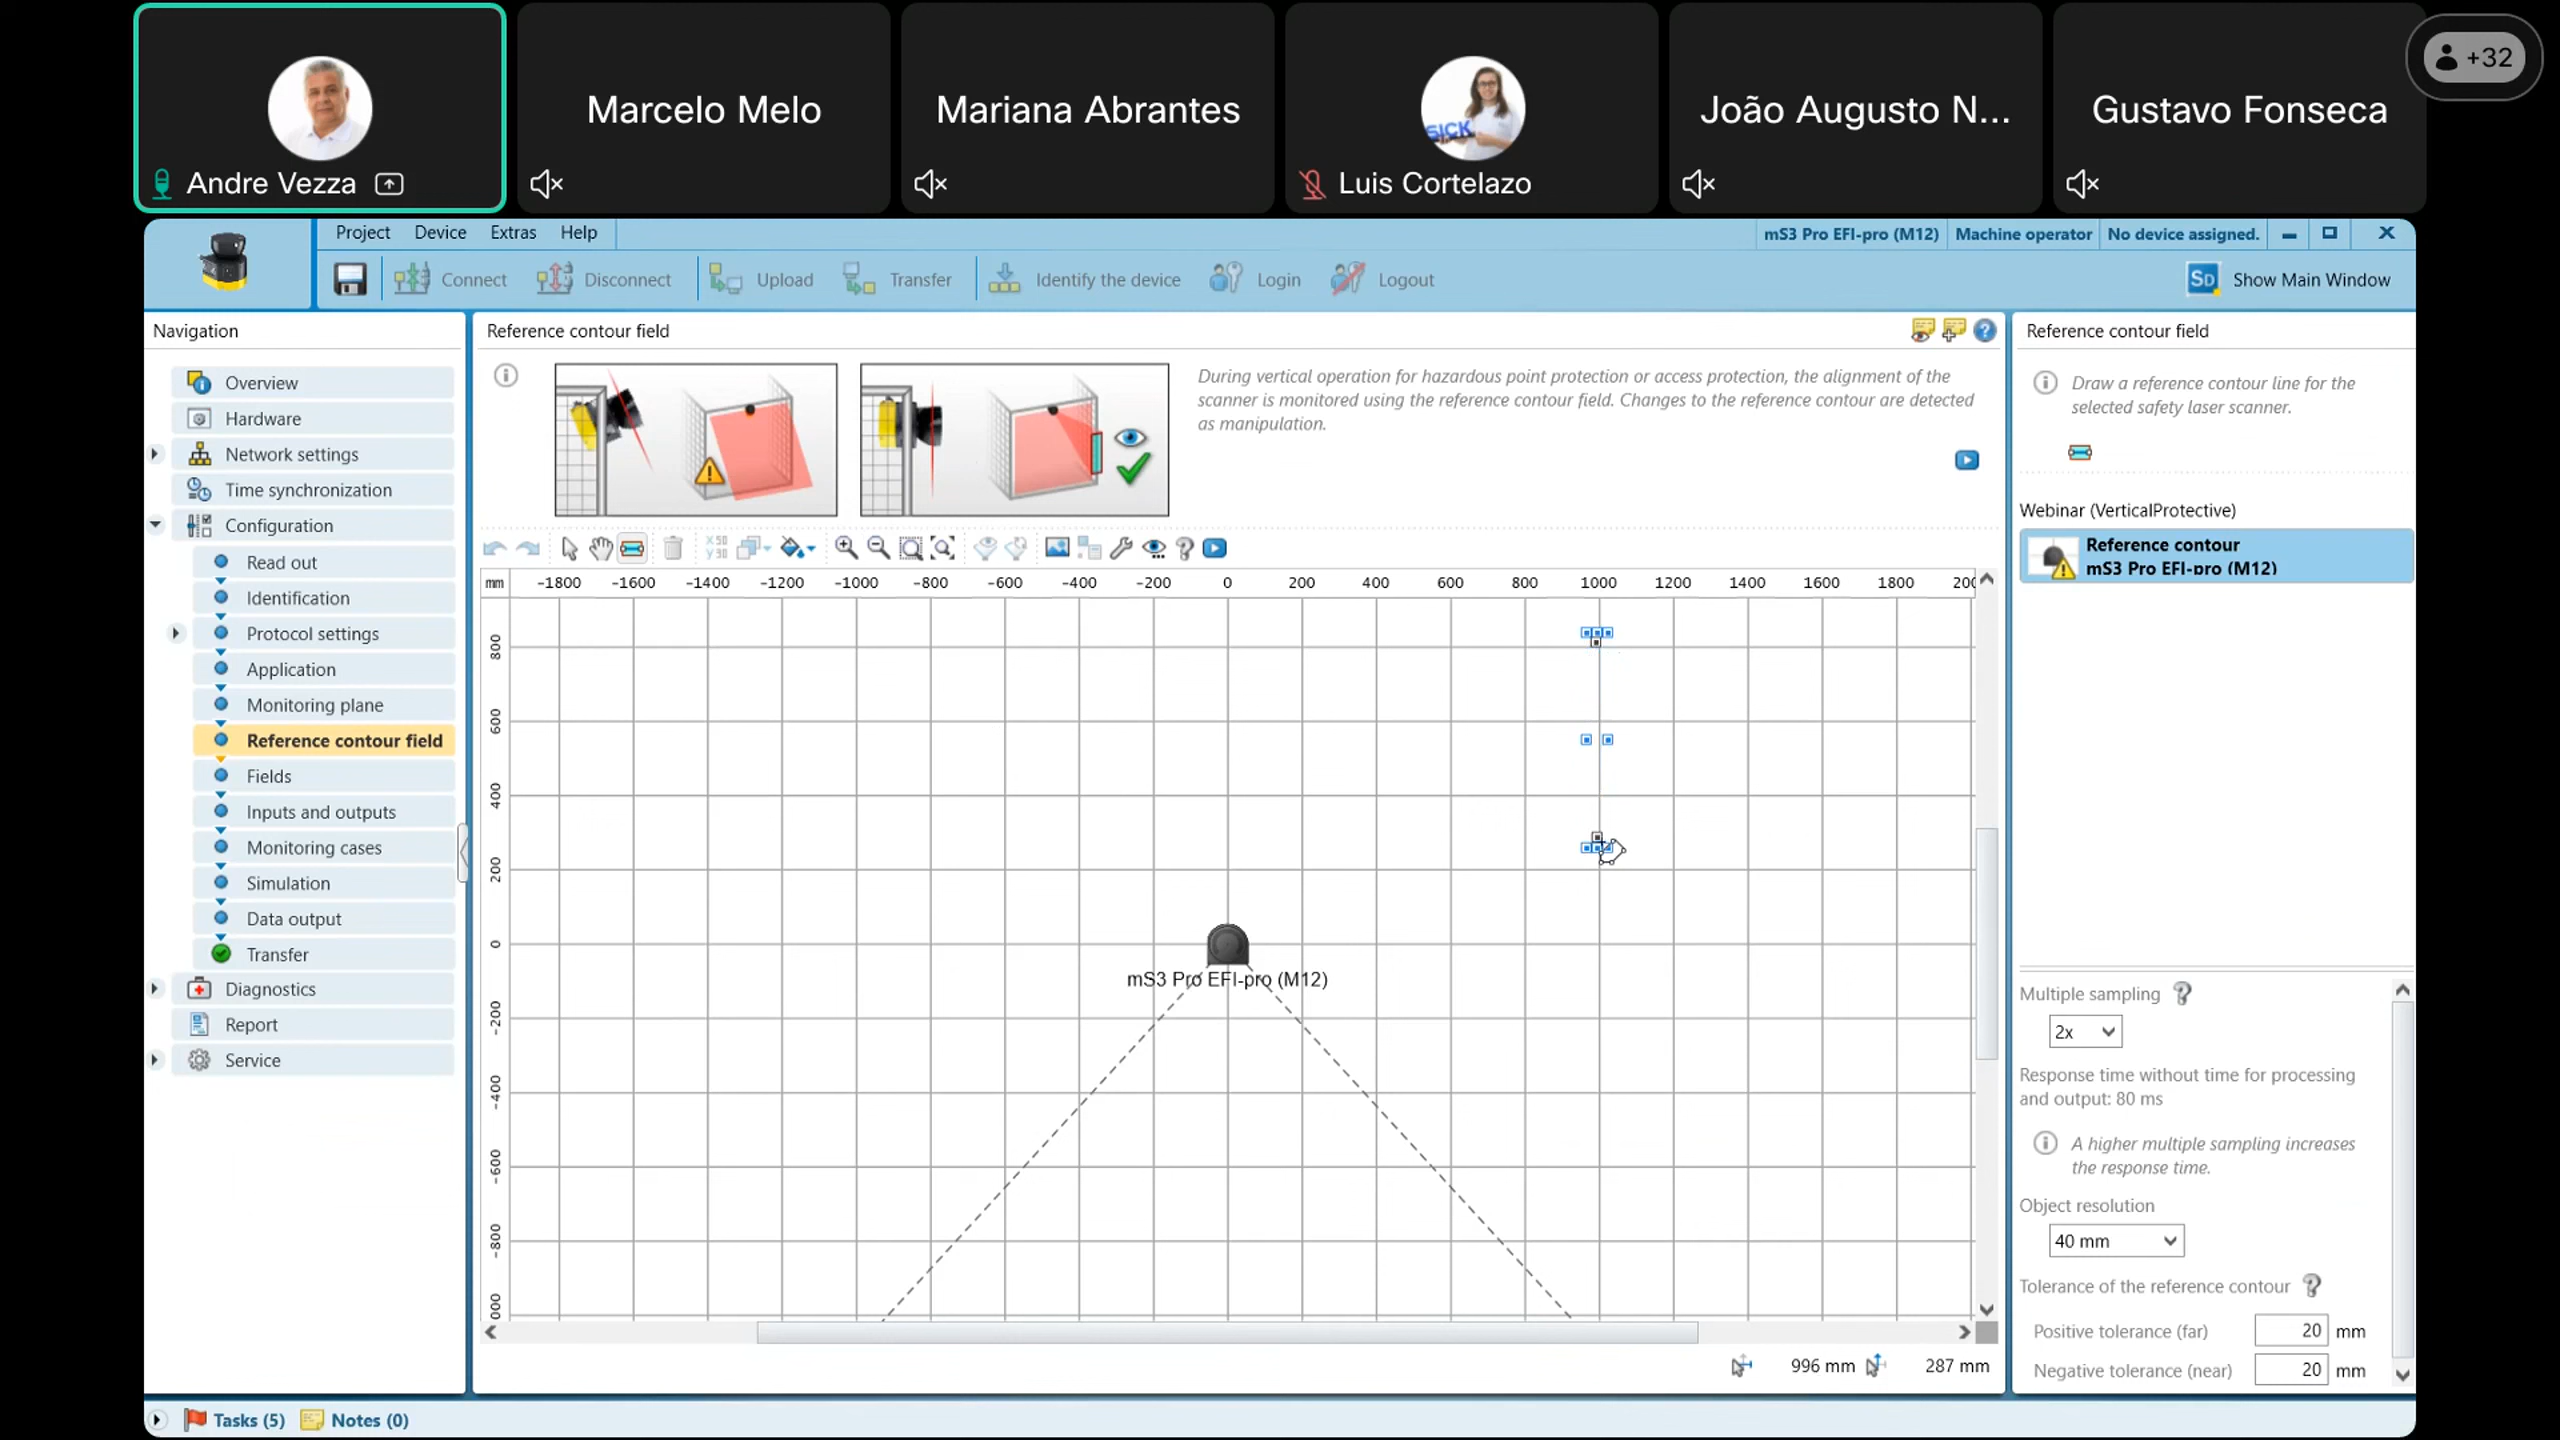 +32
Andre Vezza
Marcelo Melo
Mariana Abrantes
SICK
Luis Cortelazo
João Augusto N...
Gustavo Fonseca
Project Device Extras Help
mS3 Pro EFI-pro (M12) Machine operator No device assigned.
Connect Disconnect Upload Transfer Identify the device Login Logout
SD Show Main Window
Navigation
Overview
Hardware
Network settings
Time synchronization
Configuration
Read out
Identification
Protocol settings
Application
Monitoring plane
Reference contour field
Fields
Inputs and outputs
Monitoring cases
Simulation
Data output
Transfer
Diagnostics
Report
Service
Reference contour field
During vertical operation for hazardous point protection or access protection, the alignment of the
scanner is monitored using the reference contour field. Changes to the reference contour are detected
as manipulation.
X 50
y 30
mm -1800 -1600 -1400 -1200 -1000 -800 -600 -400 -200 0 200 400 600 800 1000 1200 1400 1600 1800 200
800
600
400
200
0
-200
-400
-600
-800
000
mS3 Pro EFI-pro (M12)
996 mm 287 mm
Reference contour field
Draw a reference contour line for the
selected safety laser scanner.
Webinar (VerticalProtective)
Reference contour
mS3 Pro EFI-pro (M12)
Multiple sampling
2x
Response time without time for processing
and output: 80 ms
A higher multiple sampling increases
the response time.
Object resolution
40 mm
Tolerance of the reference contour
Positive tolerance (far) 20 mm
Negative tolerance (near) 20 mm
Tasks (5) Notes (0)